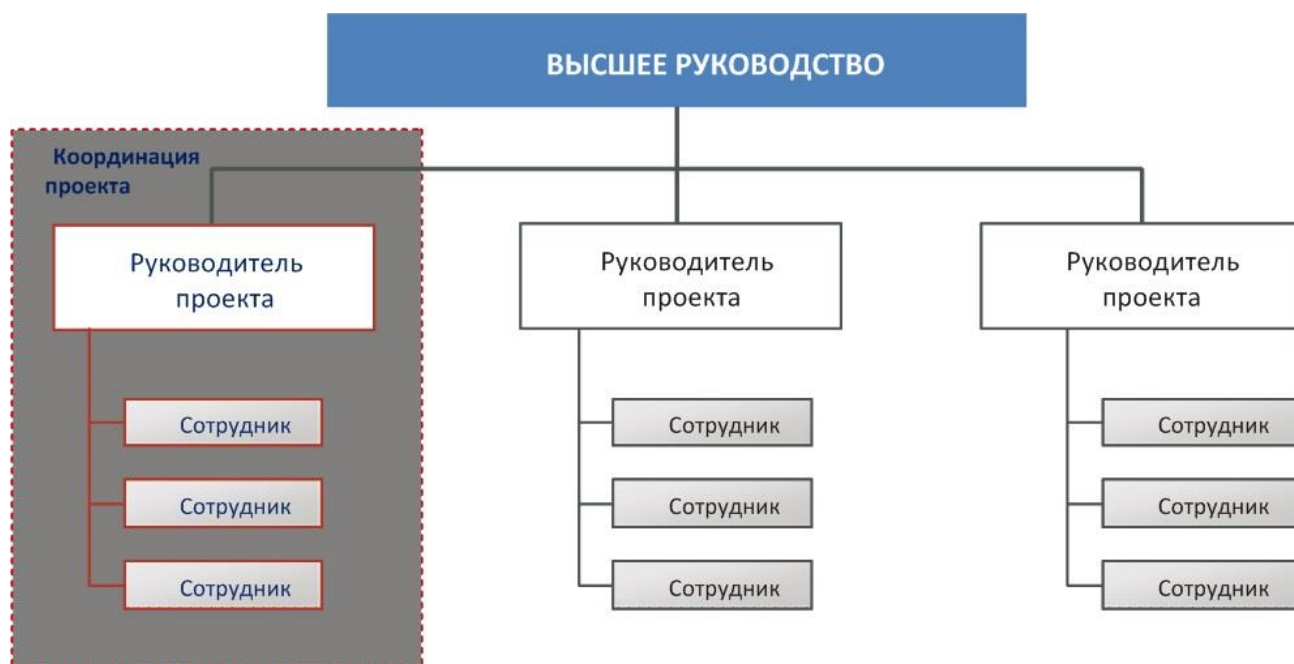 ВЫСШЕЕ РУКОВОДСТВО
Координация
проекта
Руководитель
проекта
Руководитель
проекта
Руководитель
проекта
Сотрудник
Сотрудник
Сотрудник
Сотрудник
Сотрудник
Сотрудник
Сотрудник
Сотрудник
Сотрудник